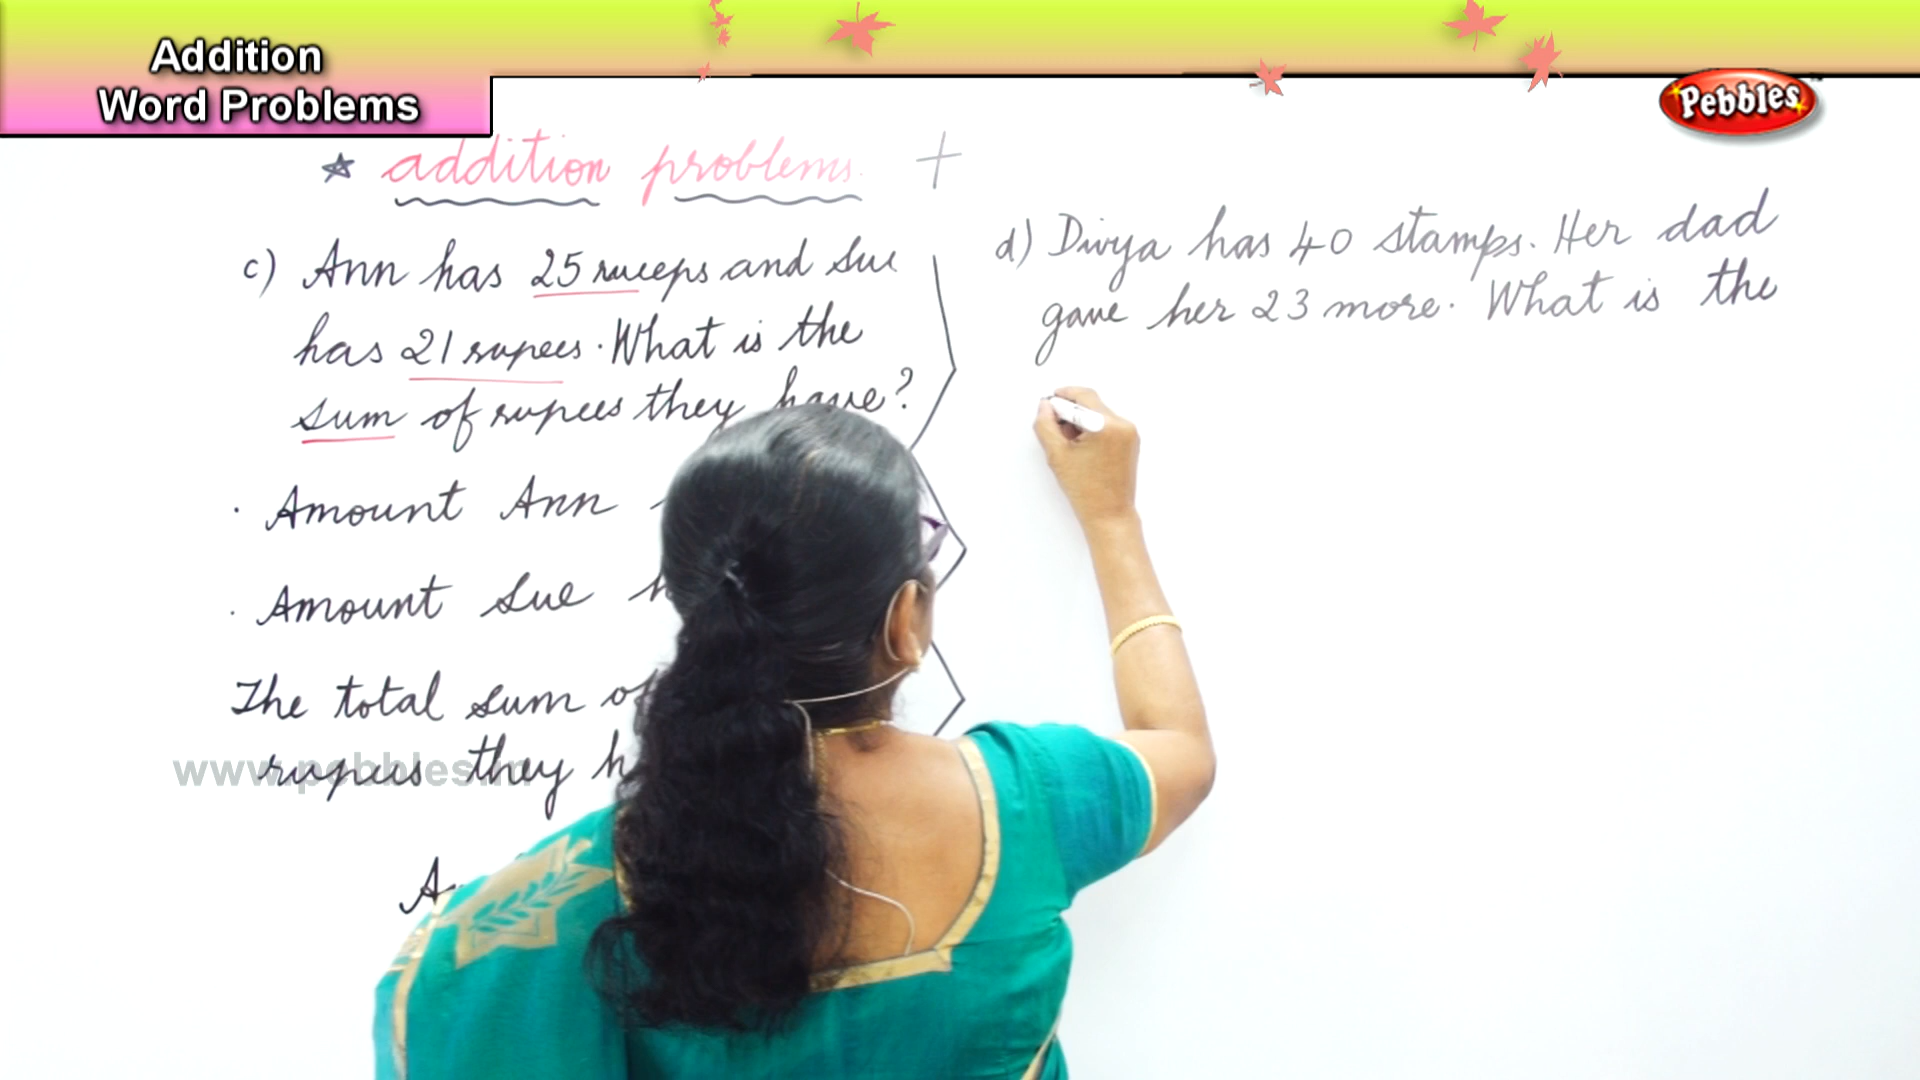 Addition
Word Problems
Pebbles
addition problems. +
c) Ann has 25 ruceps and Sue
has 21 rupees. What is the
sum of rupees they have?
. Amount Ann
. Amount Sue
The total sum of
rupees they
www.pebbles.in
d) Divya has 40 stamps. Her dad
gave her 23 more. What is the